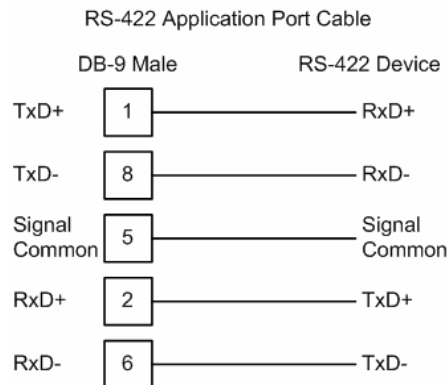 RS-422 Application Port Cable
DB-9 Male RS-422 Device
TxD+ 1 RxD+
TxD- 8 RxD-
Signal Common 5 Signal Common
RxD+ 2 TxD+
RxD- 6 TxD-